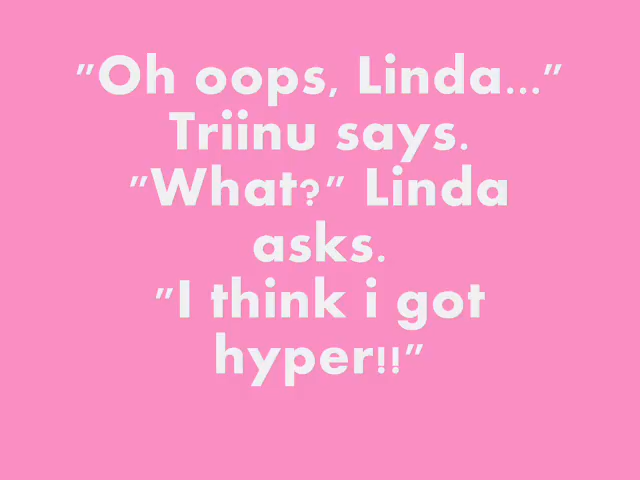 "Oh oops, Linda..."
Triinu says.
"What?" Linda
asks.
"I think i got
hyper!!"